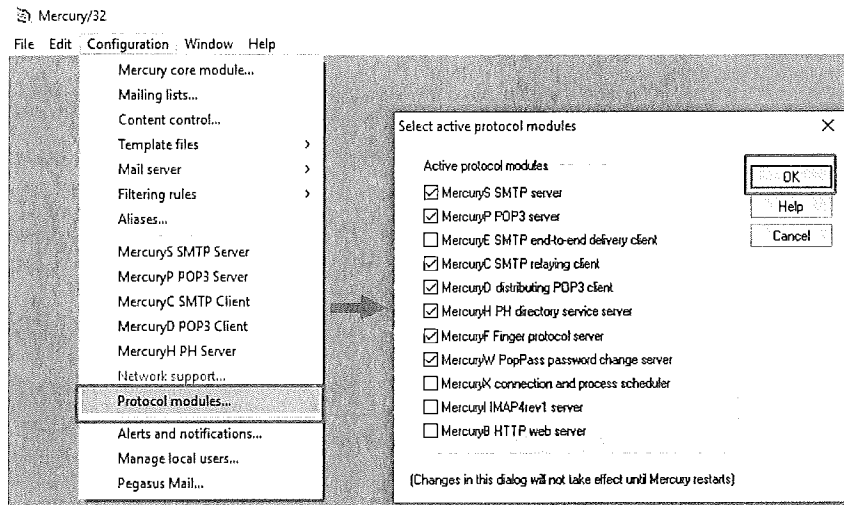 Mercury/32
File Edit Configuration Window Help
Mercury core module...
Mailing lists...
Content control...
Template files >
Mail server >
Filtering rules >
Aliases...
MercuryS SMTP Server
MercuryP POP3 Server
MercuryC SMTP Client
MercuryD POP3 Client
MercuryH PH Server
Network support...
Protocol modules...
Alerts and notifications...
Manage local users...
Pegasus Mail...
Select active protocol modules
Active protocol modules
MercuryS SMTP server
MercuryP POP3 server
MercuryE SMTP end-to-end delivery client
MercuryC SMTP relaying client
MercuryD distributing POP3 client
MercuryH PH directory service server
MercuryF Finger protocol server
MercuryW PopPass password change server
MercuryX connection and process scheduler
MercuryI IMAP4rev1 server
MercuryB HTTP web server
(Changes in this dialog will not take effect until Mercury restarts)
OK
Help
Cancel